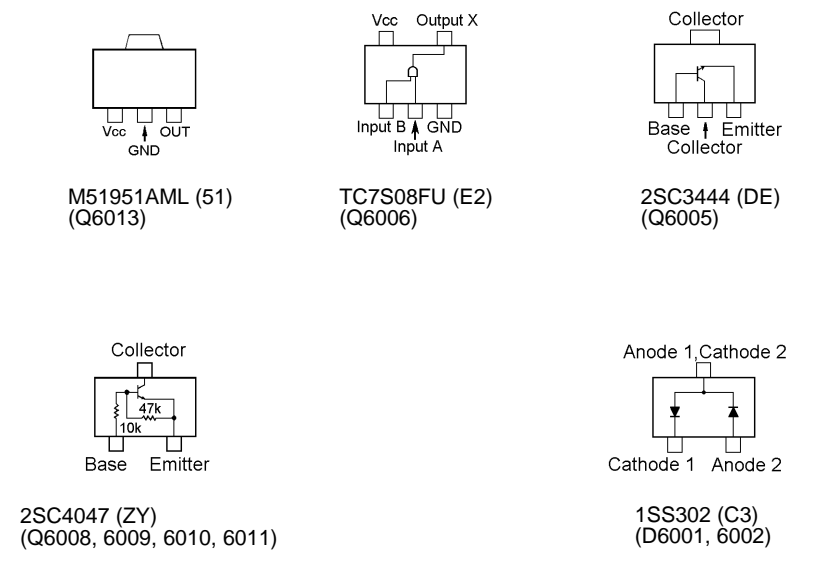 Vcc
GND
OUT
M51951AML (51)
(Q6013)
Vcc Output X
Input B GND
Input A
TC7S08FU (E2)
(Q6006)
Collector
Base Emitter
Collector
2SC3444 (DE)
(Q6005)
Collector
47k
10k
Base Emitter
2SC4047 (ZY)
(Q6008, 6009, 6010, 6011)
Anode 1,Cathode 2
Cathode 1 Anode 2
1SS302 (C3)
(D6001, 6002)